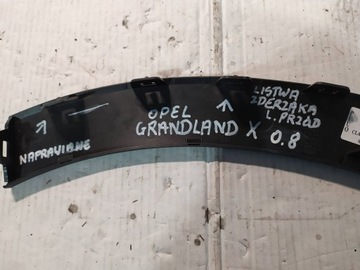 NAPRAWIANE
OPEL
GRANDLAND X 0.8
LISTWA
ZDERZAKA
L. PRZÓD